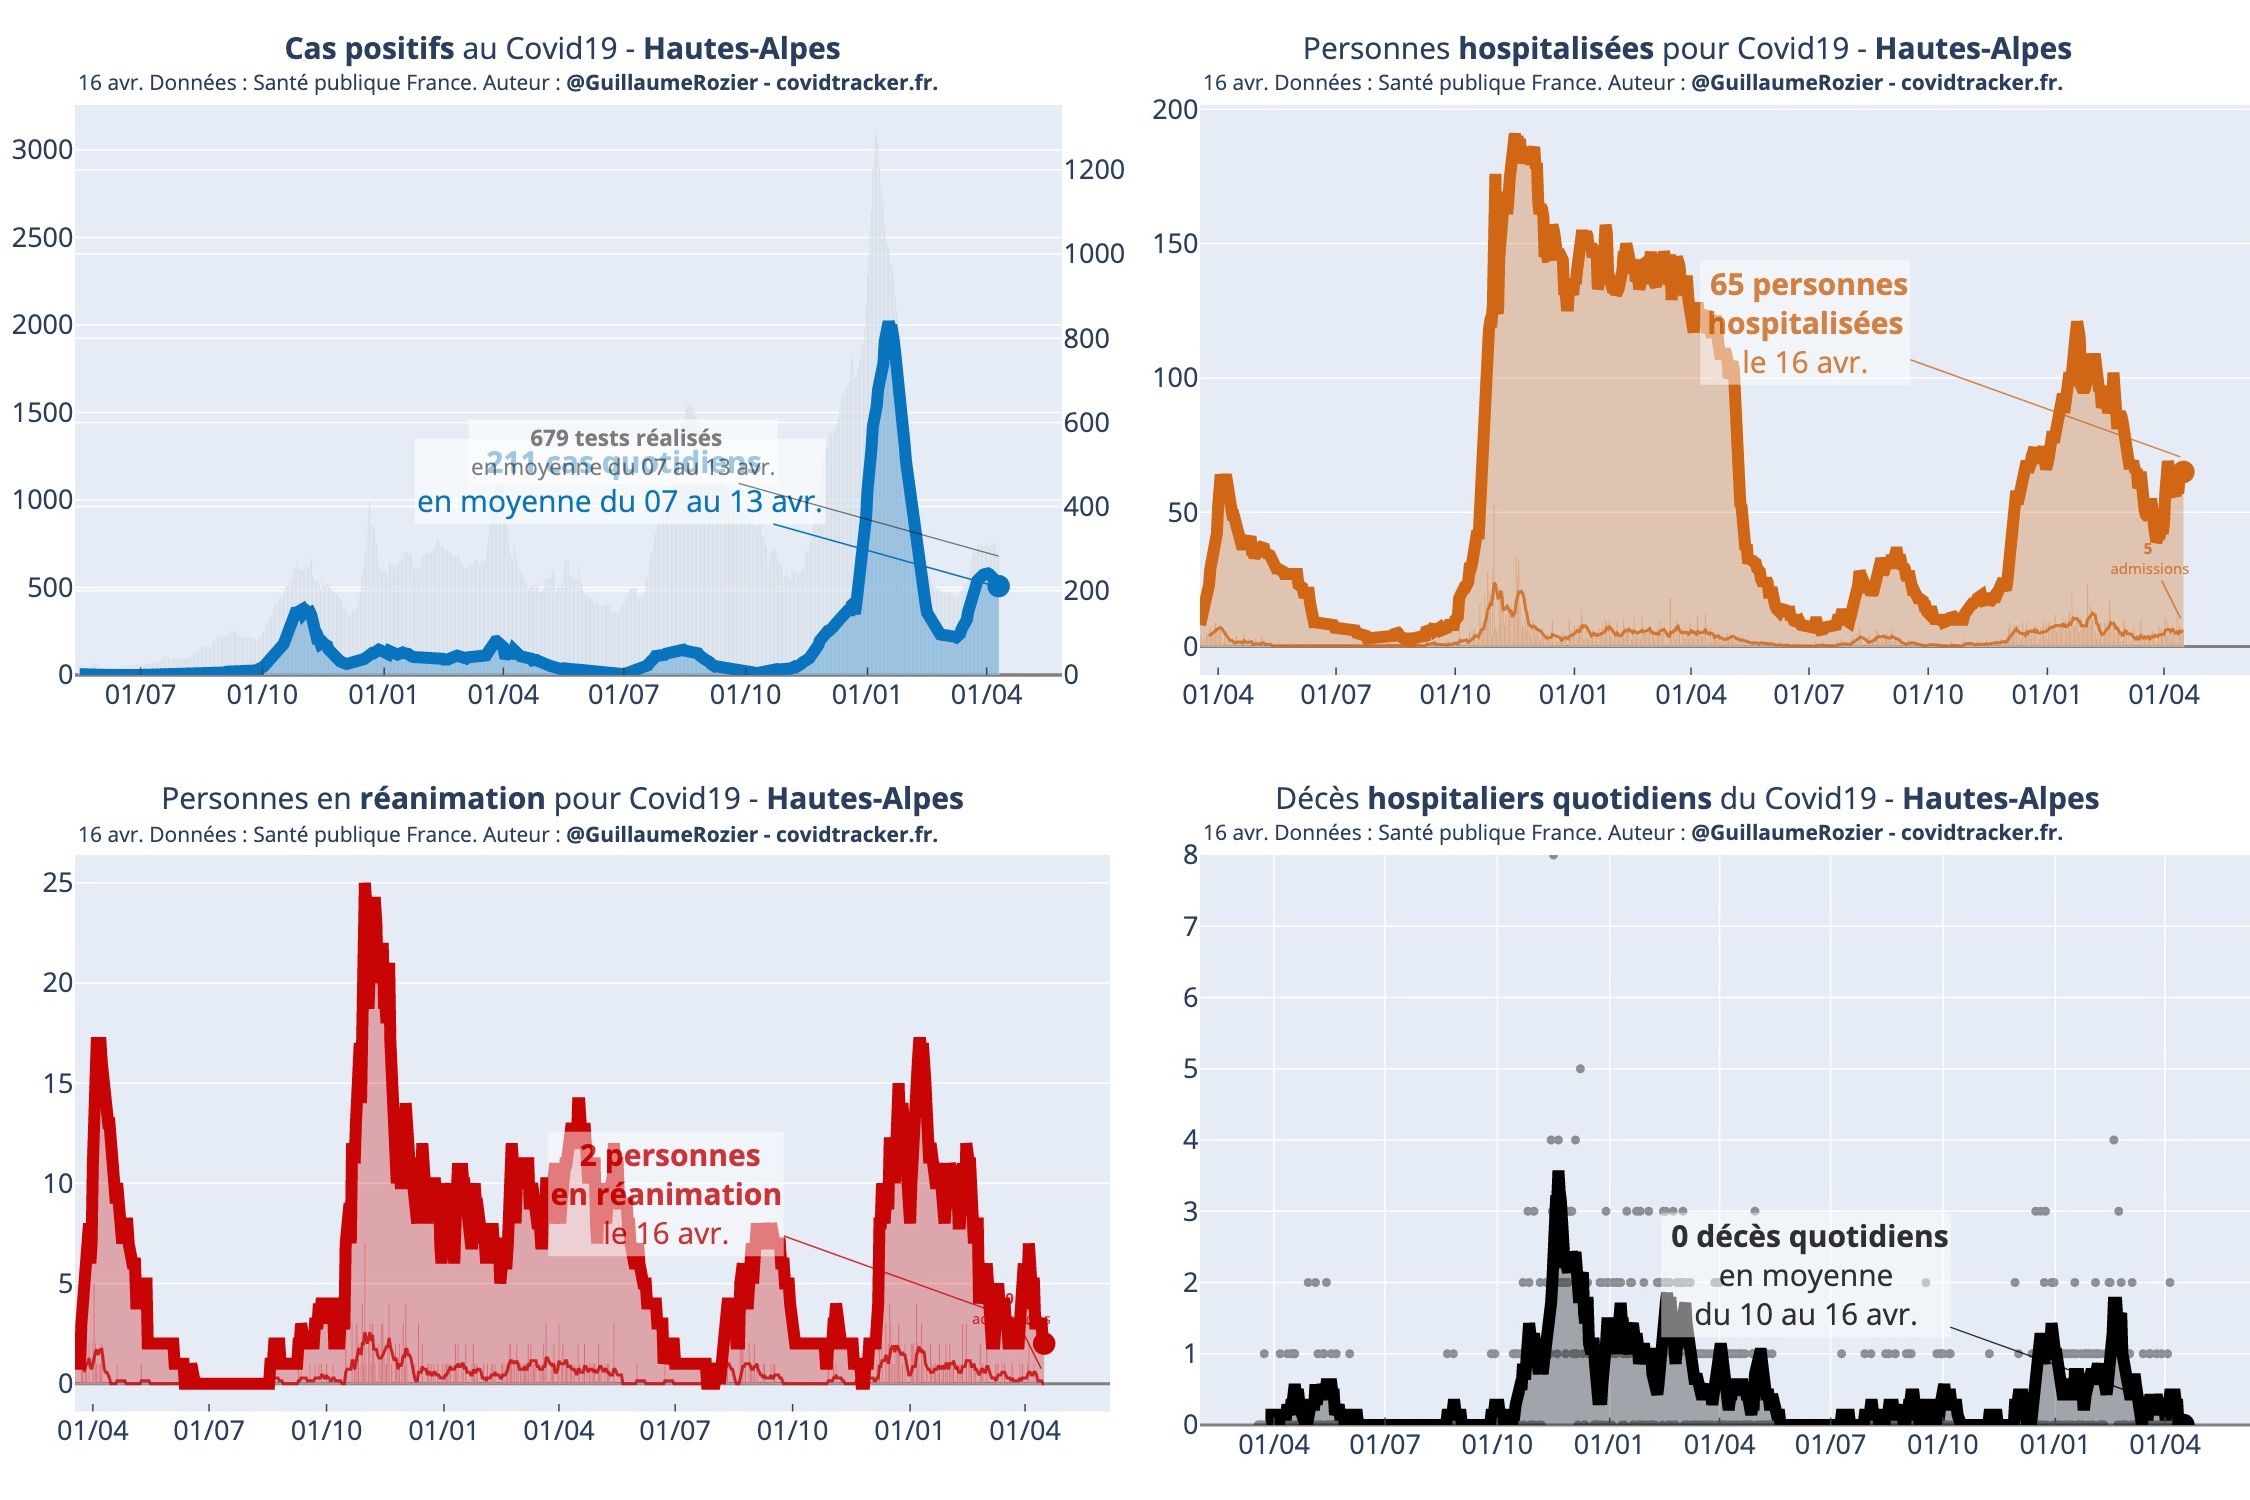 Cas positifs au Covid19 - Hautes-Alpes
16 avr. Données : Santé publique France. Auteur : @GuillaumeRozier - covidtracker.fr.
3000
2500
2000
1500
1000
500
0
1200
1000
800
600
400
200
0
679 tests réalisés
en moyenne du 07 au 13 avr.
211 cas quotidiens
en moyenne du 07 au 13 avr.
01/07 01/10 01/01 01/04 01/07 01/10 01/01 01/04
Personnes hospitalisées pour Covid19 - Hautes-Alpes
16 avr. Données : Santé publique France. Auteur : @GuillaumeRozier - covidtracker.fr.
200
150
100
50
0
65 personnes
hospitalisées
le 16 avr.
5
admissions
01/04 01/07 01/10 01/01 01/04 01/07 01/10 01/01 01/04
Personnes en réanimation pour Covid19 - Hautes-Alpes
16 avr. Données : Santé publique France. Auteur : @GuillaumeRozier - covidtracker.fr.
25
20
15
10
5
0
2 personnes
en réanimation
le 16 avr.
01/04 01/07 01/10 01/01 01/04 01/07 01/10 01/01 01/04
Décès hospitaliers quotidiens du Covid19 - Hautes-Alpes
16 avr. Données : Santé publique France. Auteur : @GuillaumeRozier - covidtracker.fr.
8
7
6
5
4
3
2
1
0
0 décès quotidiens
en moyenne
du 10 au 16 avr.
01/04 01/07 01/10 01/01 01/04 01/07 01/10 01/01 01/04